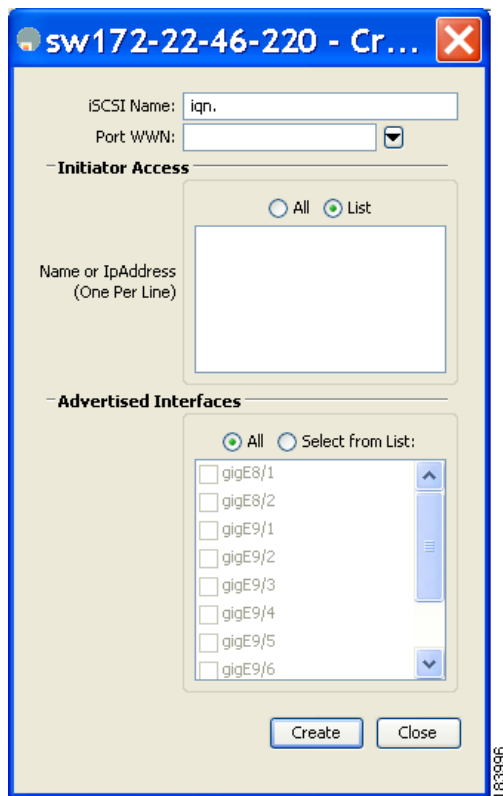 sw172-22-46-220 - Cr...
iSCSI Name: iqn.
Port WWN:
Initiator Access
All List
Name or IpAddress
(One Per Line)
Advertised Interfaces
All Select from List:
gigE8/1
gigE8/2
gigE9/1
gigE9/2
gigE9/3
gigE9/4
gigE9/5
gigE9/6
Create Close
183996